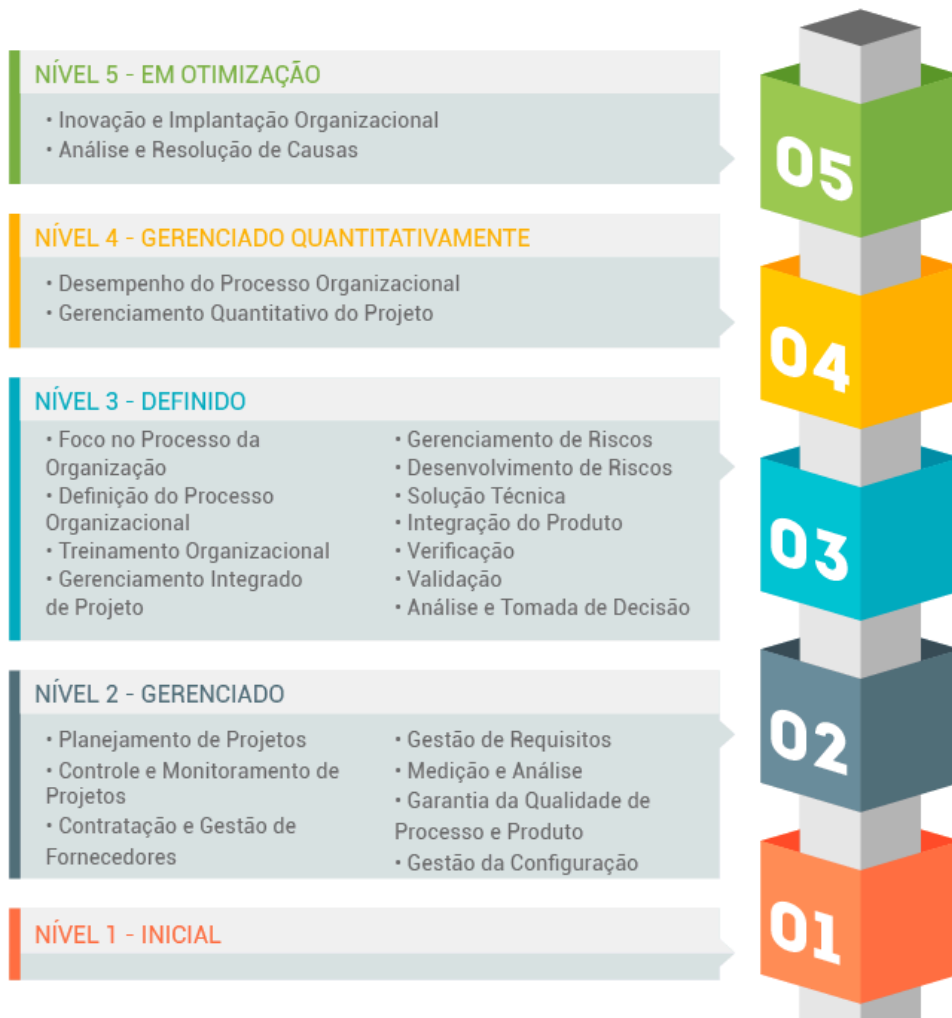 NÍVEL 5 - EM OTIMIZAÇÃO
• Inovação e Implantação Organizacional
• Análise e Resolução de Causas
05
NÍVEL 4 - GERENCIADO QUANTITATIVAMENTE
• Desempenho do Processo Organizacional
• Gerenciamento Quantitativo do Projeto
04
NÍVEL 3 - DEFINIDO
• Foco no Processo da
Organização
• Definição do Processo
Organizacional
• Treinamento Organizacional
• Gerenciamento Integrado
de Projeto
• Gerenciamento de Riscos
• Desenvolvimento de Riscos
• Solução Técnica
• Integração do Produto
• Verificação
• Validação
• Análise e Tomada de Decisão
03
NÍVEL 2 - GERENCIADO
• Planejamento de Projetos
• Controle e Monitoramento de
Projetos
• Contratação e Gestão de
Fornecedores
• Gestão de Requisitos
• Medição e Análise
• Garantia da Qualidade de
Processo e Produto
• Gestão da Configuração
02
NÍVEL 1 - INICIAL
01